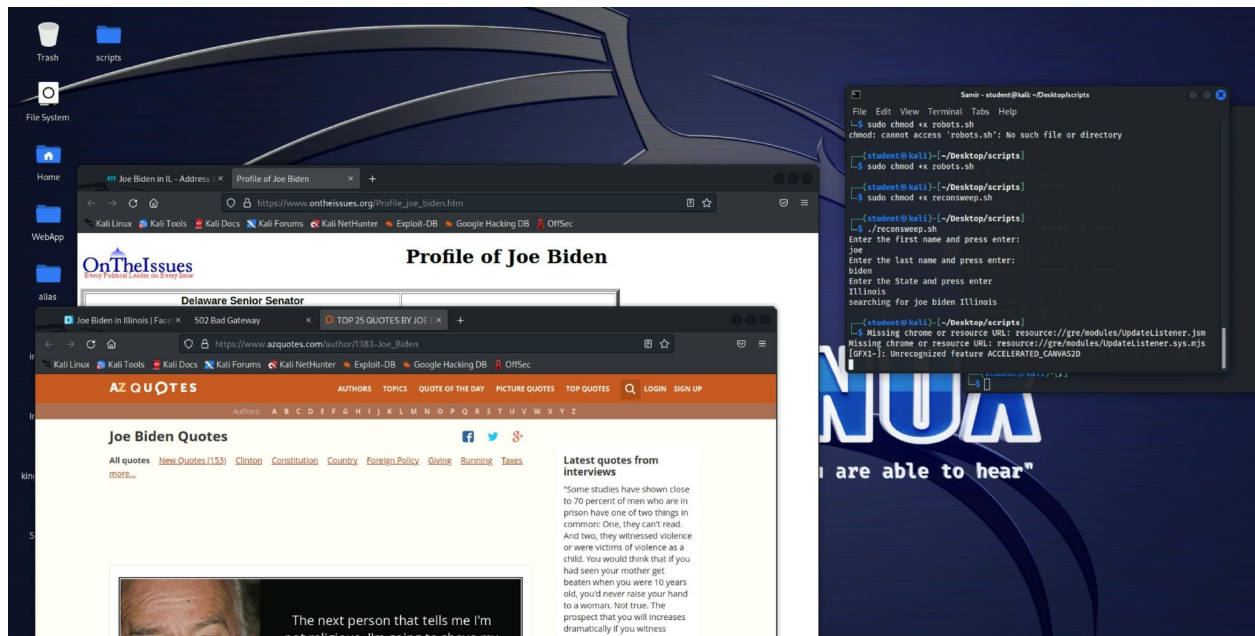 Trash
scripts
File System
Home
WebApp
alias
Samir - student@kali: ~/Desktop/scripts
File Edit View Terminal Tabs Help
└─$ sudo chmod +x robots.sh
chmod: cannot access 'robots.sh': No such file or directory
┌──(student㉿kali)-[~/Desktop/scripts]
└─$ sudo chmod +x robots.sh
┌──(student㉿kali)-[~/Desktop/scripts]
└─$ sudo chmod +x reconsweep.sh
┌──(student㉿kali)-[~/Desktop/scripts]
└─$ ./reconsweep.sh
Enter the first name and press enter:
joe
Enter the last name and press enter:
biden
Enter the State and press enter
Illinois
searching for joe biden Illinois
┌──(student㉿kali)-[~/Desktop/scripts]
└─$ Missing chrome or resource URL: resource://gre/modules/UpdateListener.jsm
Missing chrome or resource URL: resource://gre/modules/UpdateListener.sys.mjs
[GFX1-]: Unrecognized feature ACCELERATED_CANVAS2D
└─$
are able to hear"
411 Joe Biden in IL - Address Profile of Joe Biden
https://www.ontheissues.org/Profile_joe_biden.htm
Kali Linux Kali Tools Kali Docs Kali Forums Kali NetHunter Exploit-DB Google Hacking DB OffSec
OnTheIssues
Every Political Leader on Every Issue
Profile of Joe Biden
Delaware Senior Senator
Joe Biden in Illinois | 502 Bad Gateway TOP 25 QUOTES BY JOE
https://www.azquotes.com/author/1383-Joe_Biden
Kali Linux Kali Tools Kali Docs Kali Forums Kali NetHunter Exploit-DB Google Hacking DB OffSec
AZ QUOTES AUTHORS TOPICS QUOTE OF THE DAY PICTURE QUOTES TOP QUOTES LOGIN SIGN UP
Authors: A B C D E F G H I J K L M N O P Q R S T U V W X Y Z
Joe Biden Quotes
All quotes New Quotes (153) Clinton Constitution Country Foreign Policy Giving Running Taxes
more...
Latest quotes from
interviews
"Some studies have shown close
to 70 percent of men who are in
prison have one of two things in
common: One, they can't read.
And two, they witnessed violence
or were victims of violence as a
child. You would think that if you
had seen your mother get
beaten when you were 10 years
old, you'd never raise your hand
to a woman. Not true. The
prospect that you will increases
dramatically if you witness
The next person that tells me I'm
not religious, I'm going to shove my